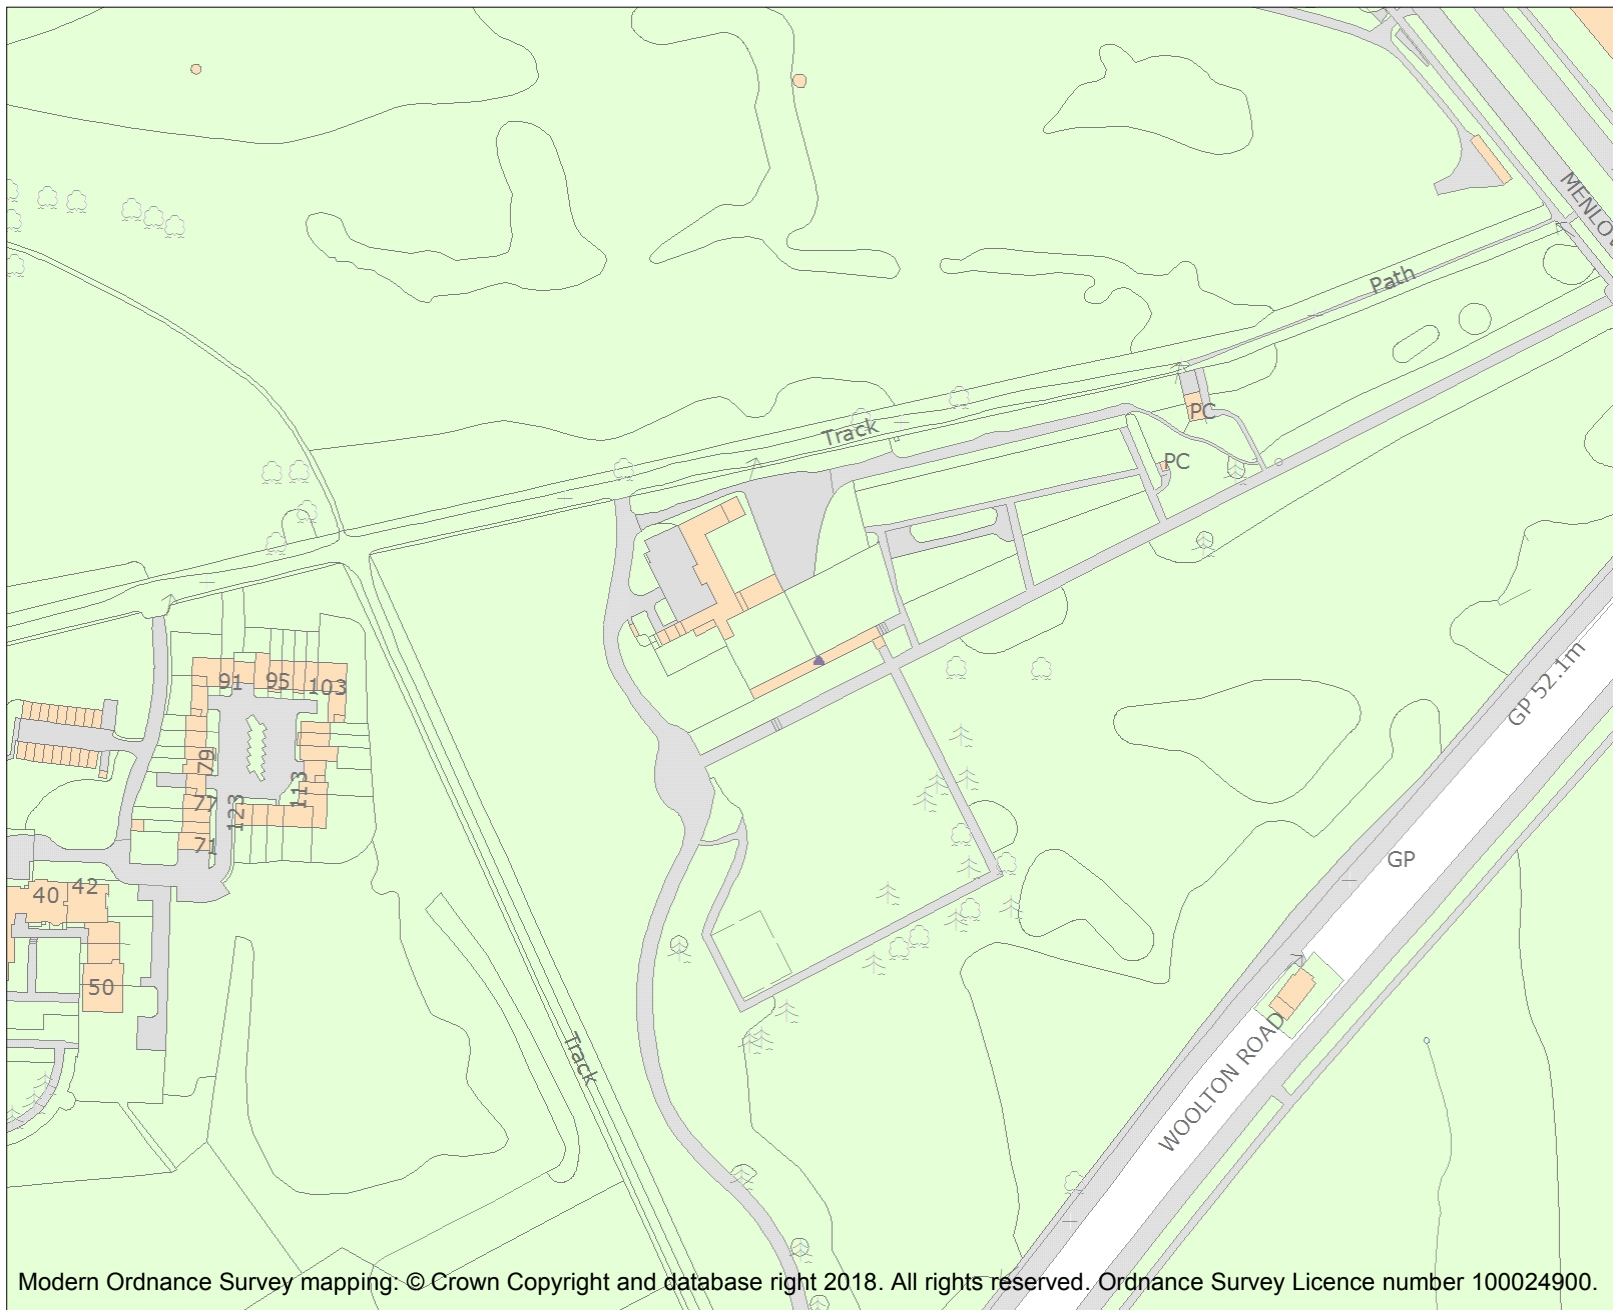 MENLOV
Path
PC
Track
PC
GP 52.1m
91
95
103
79
113
77
123
71
GP
42
40
50
WOOLTON ROAD
Track
Modern Ordnance Survey mapping: © Crown Copyright and database right 2018. All rights reserved. Ordnance Survey Licence number 100024900.